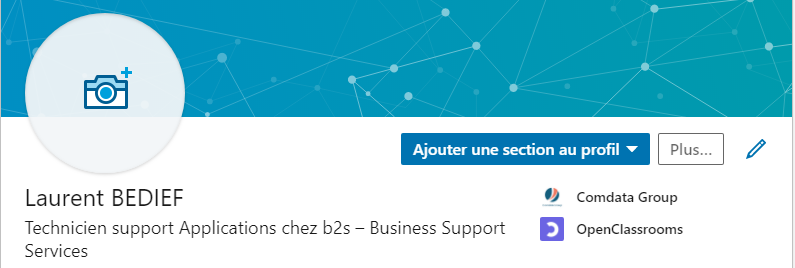 Ajouter une section au profil
Plus...
Laurent BEDIEF
Technicien support Applications chez b2s – Business Support
Services
Comdata Group
OpenClassrooms